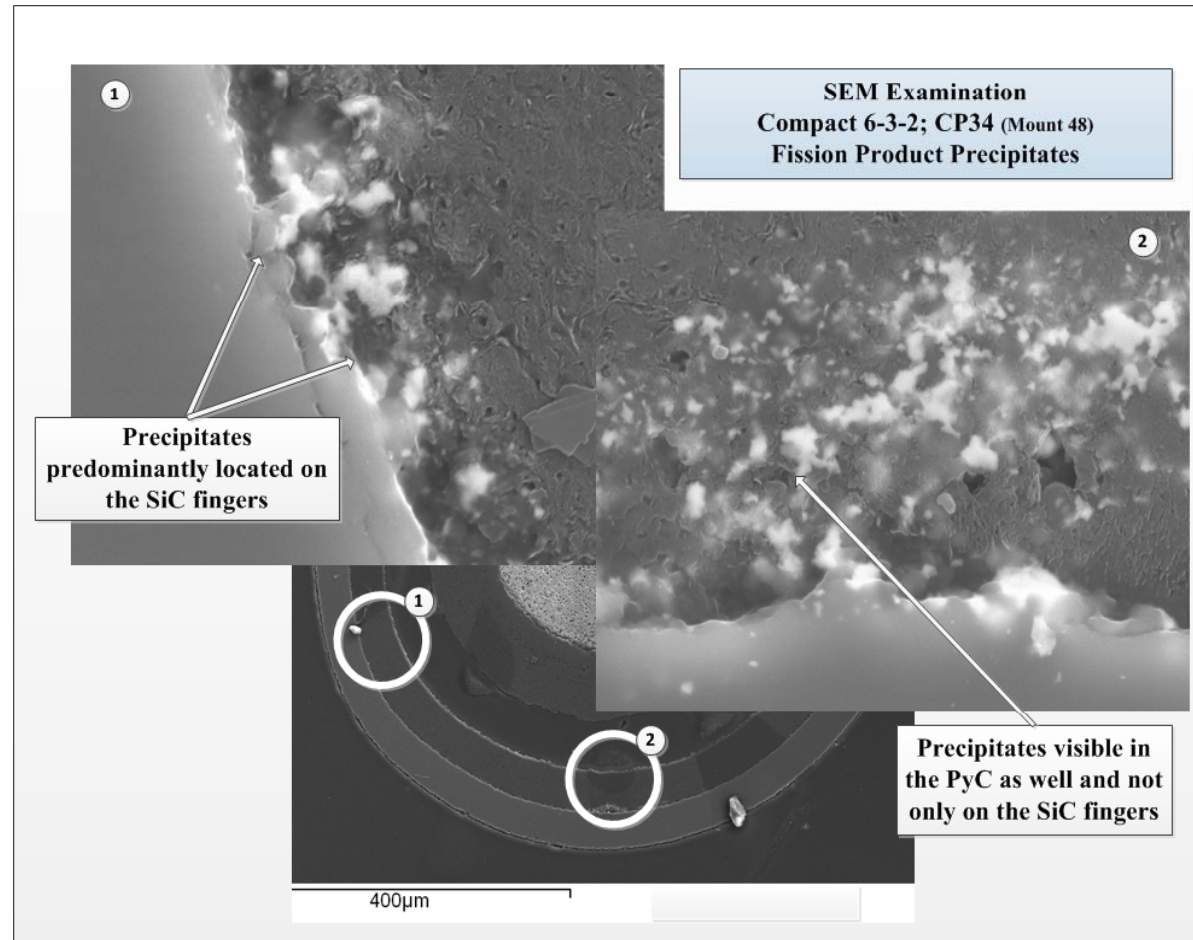 1
SEM Examination
Compact 6-3-2; CP34 (Mount 48)
Fission Product Precipitates
2
Precipitates
predominantly located on
the SiC fingers
1
2
Precipitates visible in
the PyC as well and not
only on the SiC fingers
400µm